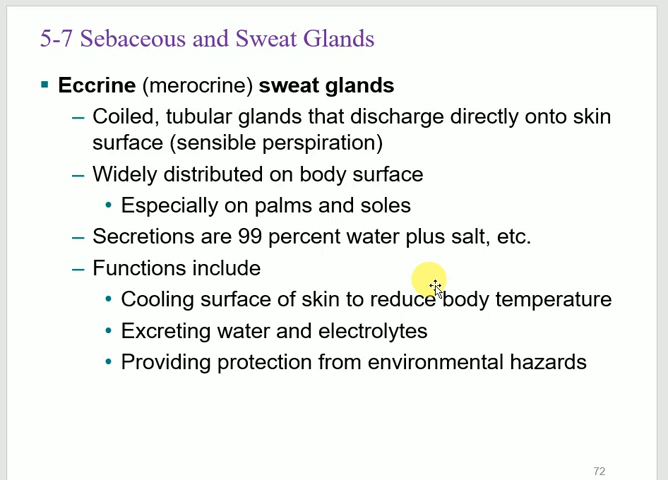 5-7 Sebaceous and Sweat Glands
▪ Eccrine (merocrine) sweat glands
– Coiled, tubular glands that discharge directly onto skin
surface (sensible perspiration)
– Widely distributed on body surface
• Especially on palms and soles
– Secretions are 99 percent water plus salt, etc.
– Functions include
• Cooling surface of skin to reduce body temperature
• Excreting water and electrolytes
• Providing protection from environmental hazards
72